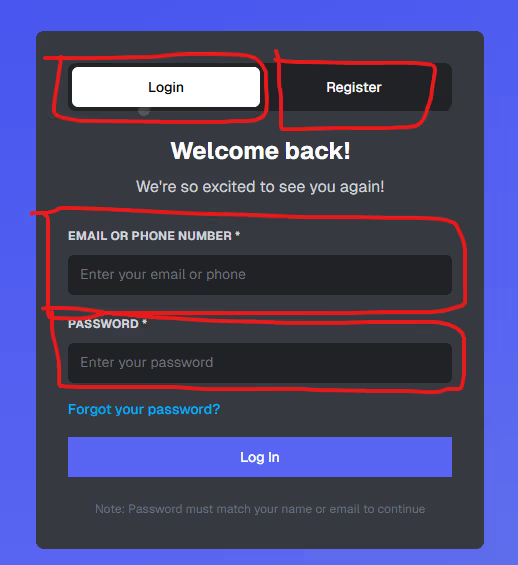 Login
Register
Welcome back!
We're so excited to see you again!
EMAIL OR PHONE NUMBER *
Enter your email or phone
PASSWORD *
Enter your password
Forgot your password?
Log In
Note: Password must match your name or email to continue